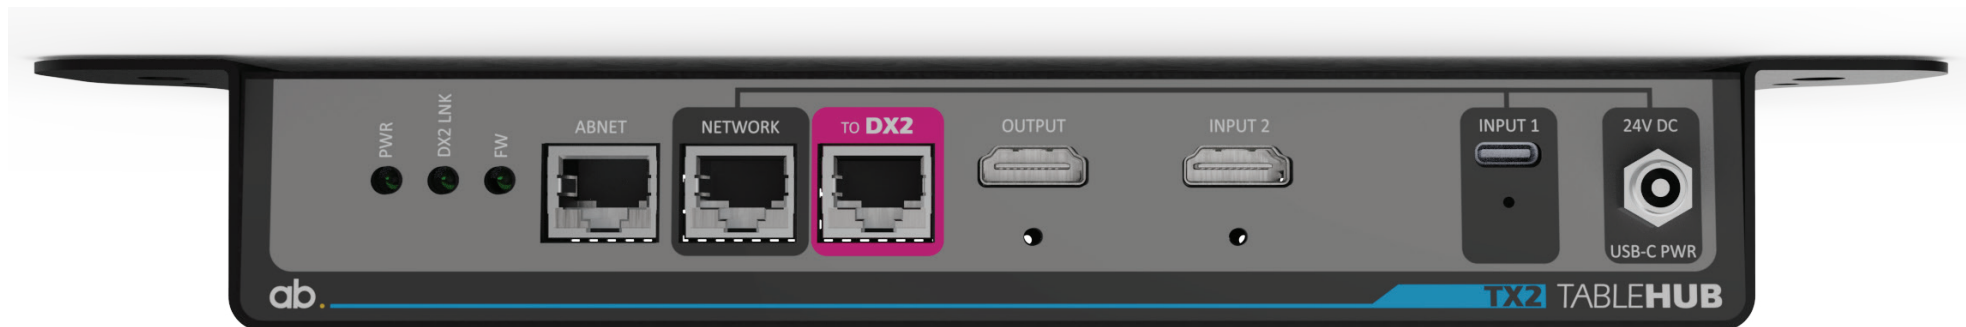 PWR
DX2 LNK
FW
ABNET
NETWORK
TO DX2
OUTPUT
INPUT 2
INPUT 1
24V DC
USB-C PWR
ab.
TX2 TABLEHUB